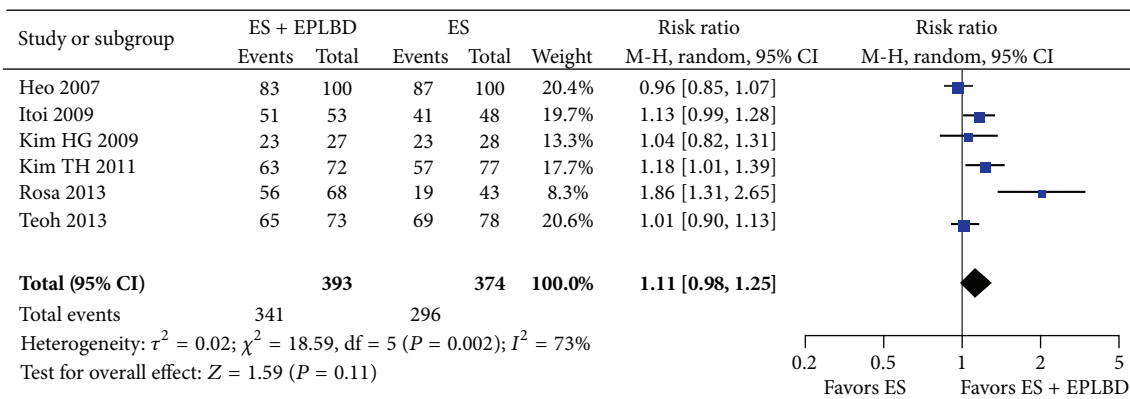 Study or subgroup ES + EPLBD ES Weight Risk ratio Risk ratio
Events Total Events Total M-H, random, 95% CI M-H, random, 95% CI
Heo 2007 83 100 87 100 20.4% 0.96 [0.85, 1.07]
Itoi 2009 51 53 41 48 19.7% 1.13 [0.99, 1.28]
Kim HG 2009 23 27 23 28 13.3% 1.04 [0.82, 1.31]
Kim TH 2011 63 72 57 77 17.7% 1.18 [1.01, 1.39]
Rosa 2013 56 68 19 43 8.3% 1.86 [1.31, 2.65]
Teoh 2013 65 73 69 78 20.6% 1.01 [0.90, 1.13]
Total (95% CI) 393 374 100.0% 1.11 [0.98, 1.25]
Total events 341 296
Heterogeneity: τ² = 0.02; χ² = 18.59, df = 5 (P = 0.002); I² = 73%
Test for overall effect: Z = 1.59 (P = 0.11)
0.2 0.5 1 2 5
Favors ES Favors ES + EPLBD